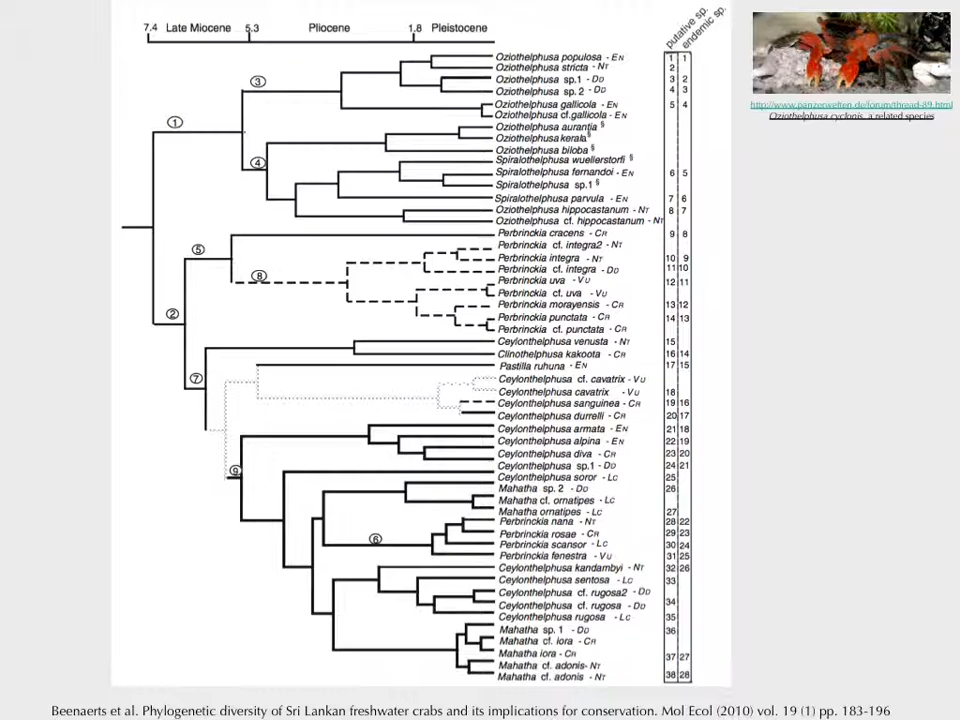 7.4 Late Miocene 5.3 Pliocene 1.8 Pleistocene
putative sp.
endemic sp.
http://www.panzerwelten.de/forum/thread-89.html
Oziothelphusa cyclonis, a related species
Oziothelphusa populosa - EN 1 1
Oziothelphusa stricta - NT 2
Oziothelphusa sp.1 - DD 3 2
Oziothelphusa sp. 2 - DD 4 3
Oziothelphusa gallicola - EN 5 4
Oziothelphusa cf.gallicola - EN
Oziothelphusa aurantia §
Oziothelphusa kerala §
Oziothelphusa biloba §
Spiralothelphusa wuellerstorfi §
Spiralothelphusa fernandoi - EN 6 5
Spiralothelphusa sp.1 §
Spiralothelphusa parvula - EN 7 6
Oziothelphusa hippocastanum - NT 8 7
Oziothelphusa cf. hippocastanum - NT
Perbrinckia cracens - CR 9 8
Perbrinckia cf. integra2 - NT
Perbrinckia integra - NT 10 9
Perbrinckia cf. integra - DD 11 10
Perbrinckia uva - VU 12 11
Perbrinckia cf. uva - VU
Perbrinckia morayensis - CR 13 12
Perbrinckia punctata - CR 14 13
Perbrinckia cf. punctata - CR
Ceylonthelphusa venusta - NT 15
Clinothelphusa kakoota - CR 16 14
Pastilla ruhuna - EN 17 15
Ceylonthelphusa cf. cavatrix - VU
Ceylonthelphusa cavatrix - VU 18
Ceylonthelphusa sanguinea - CR 19 16
Ceylonthelphusa durrelli - CR 20 17
Ceylonthelphusa armata - EN 21 18
Ceylonthelphusa alpina - EN 22 19
Ceylonthelphusa diva - CR 23 20
Ceylonthelphusa sp.1 - DD 24 21
Ceylonthelphusa soror - LC 25
Mahatha sp. 2 - DD 26
Mahatha cf. ornatipes - LC
Mahatha ornatipes - LC 27
Perbrinckia nana - NT 28 22
Perbrinckia rosae - CR 29 23
Perbrinckia scansor - LC 30 24
Perbrinckia fenestra - VU 31 25
Ceylonthelphusa kandambyi - NT 32 26
Ceylonthelphusa sentosa - LC 33
Ceylonthelphusa cf. rugosa2 - DD
Ceylonthelphusa cf. rugosa - DD 34
Ceylonthelphusa rugosa - LC 35
Mahatha sp. 1 - DD 36
Mahatha cf. iora - CR
Mahatha iora - CR 37 27
Mahatha cf. adonis- NT
Mahatha cf. adonis - NT 38 28
1
2
3
4
5
6
7
8
9
Beenaerts et al. Phylogenetic diversity of Sri Lankan freshwater crabs and its implications for conservation. Mol Ecol (2010) vol. 19 (1) pp. 183-196